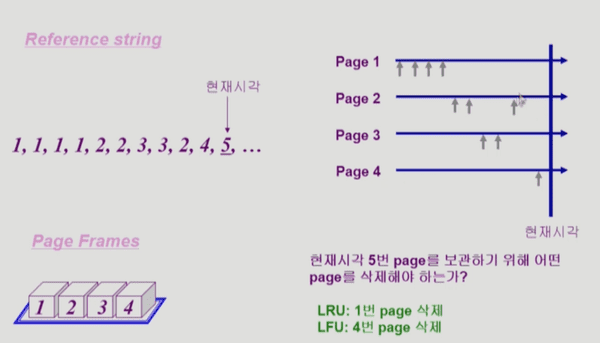 Reference string
현재시각
1, 1, 1, 1, 2, 2, 3, 3, 2, 4, 5, ...
Page Frames
1 2 3 4
Page 1
Page 2
Page 3
Page 4
현재시각
현재시각 5번 page를 보관하기 위해 어떤
page를 삭제해야 하는가?
LRU: 1번 page 삭제
LFU: 4번 page 삭제